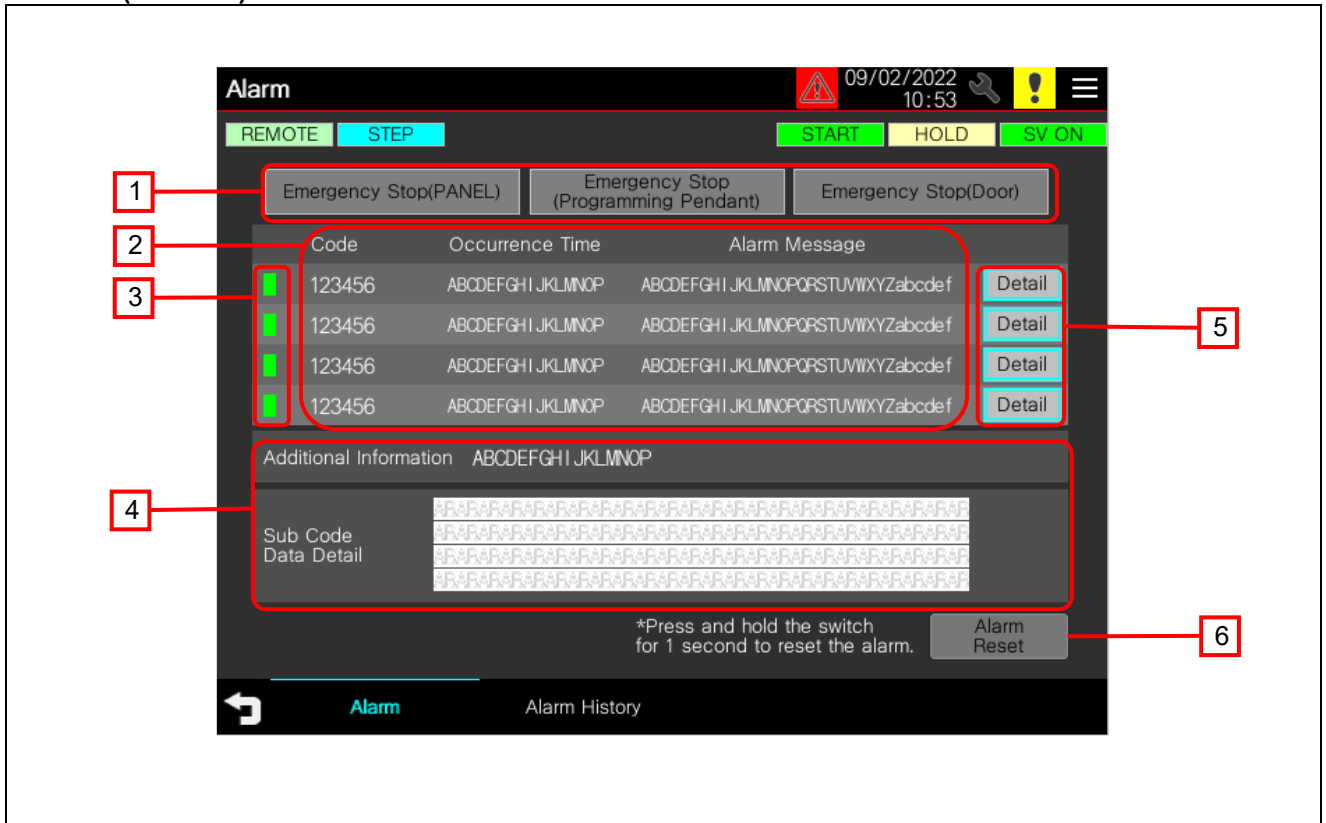 Alarm
09/02/2022
10:53
REMOTE STEP START HOLD SV ON
1
Emergency Stop(PANEL)
Emergency Stop
(Programming Pendant)
Emergency Stop(Door)
2
Code Occurrence Time Alarm Message
3
123456 ABCDEFGHIJKLMNOP ABCDEFGHIJKLMNOPQRSTUVWXYZabcdef Detail
123456 ABCDEFGHIJKLMNOP ABCDEFGHIJKLMNOPQRSTUVWXYZabcdef Detail
5
123456 ABCDEFGHIJKLMNOP ABCDEFGHIJKLMNOPQRSTUVWXYZabcdef Detail
123456 ABCDEFGHIJKLMNOP ABCDEFGHIJKLMNOPQRSTUVWXYZabcdef Detail
Additional Information ABCDEFGHIJKLMNOP
4
Sub Code
Data Detail
*Press and hold the switch
for 1 second to reset the alarm.
Alarm
Reset
6
Alarm Alarm History